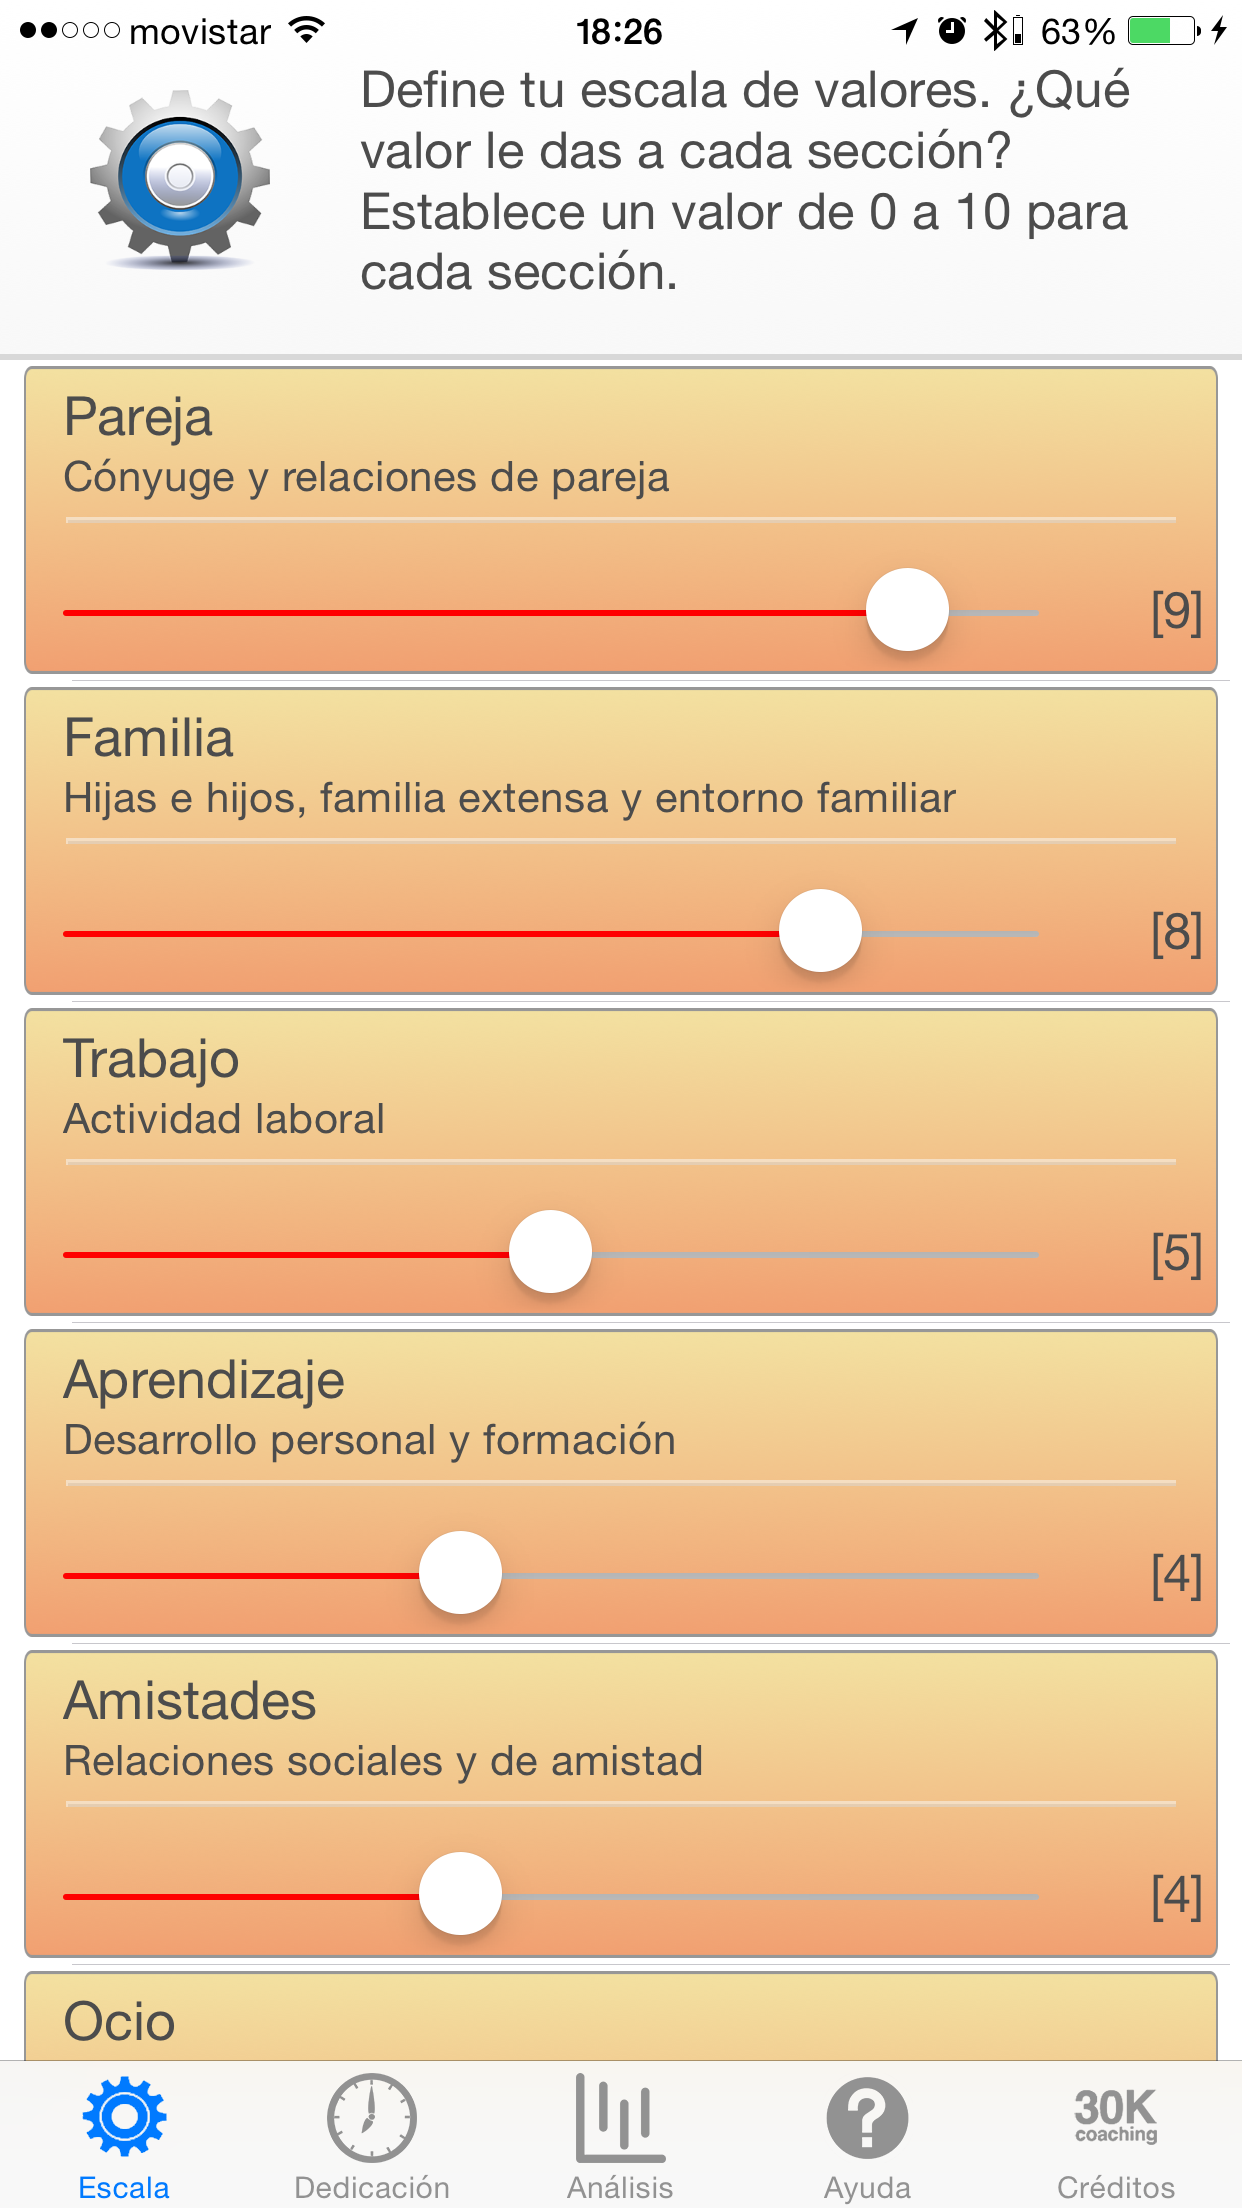 movistar 18:26 63%
Define tu escala de valores. ¿Qué
valor le das a cada sección?
Establece un valor de 0 a 10 para
cada sección.
Pareja
Cónyuge y relaciones de pareja
[9]
Familia
Hijas e hijos, familia extensa y entorno familiar
[8]
Trabajo
Actividad laboral
[5]
Aprendizaje
Desarrollo personal y formación
[4]
Amistades
Relaciones sociales y de amistad
[4]
Ocio
30K
coaching
Escala Dedicación Análisis Ayuda Créditos